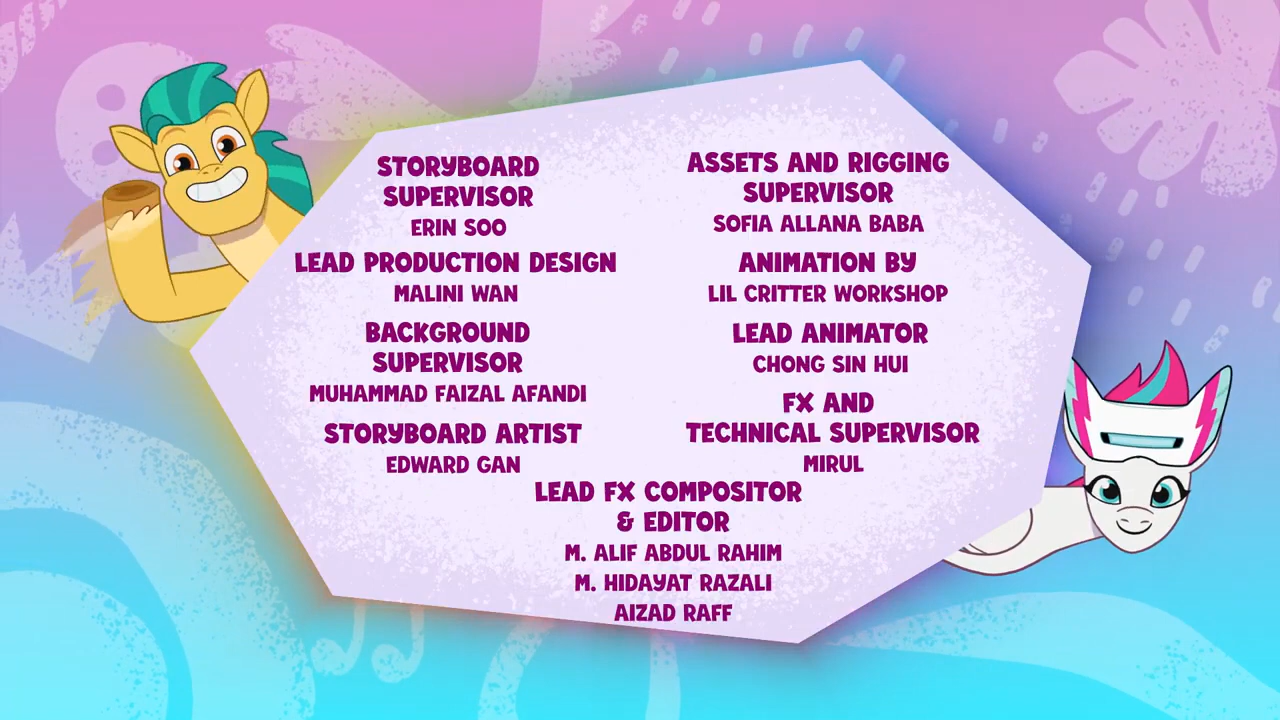 STORYBOARD
SUPERVISOR
ERIN SOO
LEAD PRODUCTION DESIGN
MALINI WAN
BACKGROUND
SUPERVISOR
MUHAMMAD FAIZAL AFANDI
STORYBOARD ARTIST
EDWARD GAN
ASSETS AND RIGGING
SUPERVISOR
SOFIA ALLANA BABA
ANIMATION BY
LIL CRITTER WORKSHOP
LEAD ANIMATOR
CHONG SIN HUI
FX AND
TECHNICAL SUPERVISOR
MIRUL
LEAD FX COMPOSITOR
& EDITOR
M. ALIF ABDUL RAHIM
M. HIDAYAT RAZALI
AIZAD RAFF